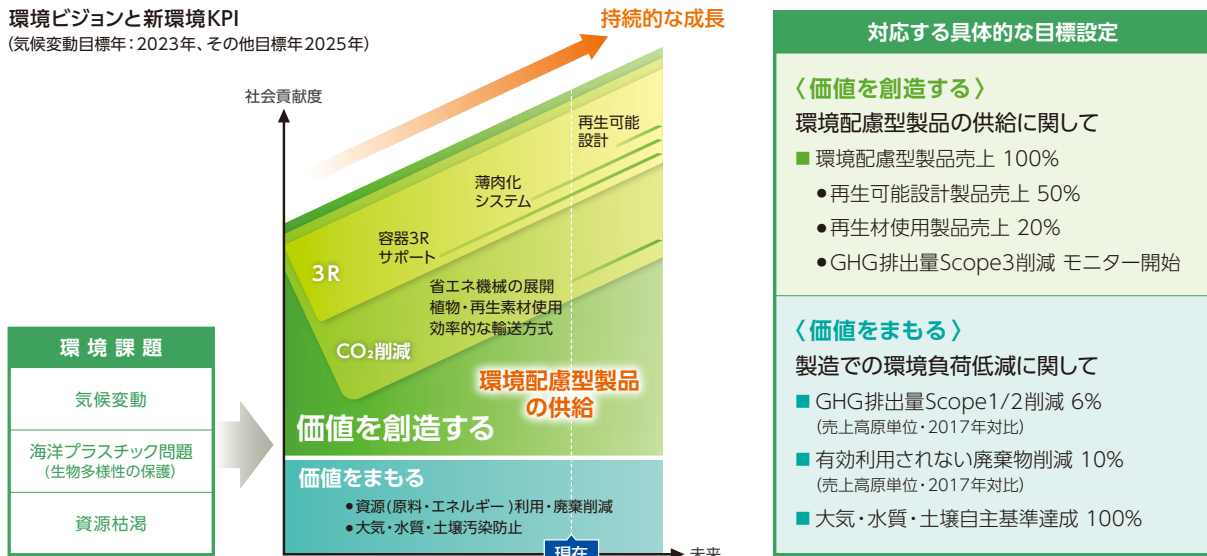 環境ビジョンと新環境KPI
(気候変動目標年：2023年、その他目標年2025年)
持続的な成長
社会貢献度
再生可能
設計
薄肉化
システム
容器3R
サポート
3R
省エネ機械の展開
植物・再生素材使用
効率的な輸送方式
CO₂削減
環境配慮型製品
の供給
価値を創造する
価値をまもる
●資源(原料・エネルギー)利用・廃棄削減
●大気・水質・土壌汚染防止
現在
未来
環境課題
気候変動
海洋プラスチック問題
(生物多様性の保護)
資源枯渇
対応する具体的な目標設定
〈価値を創造する〉
環境配慮型製品の供給に関して
■ 環境配慮型製品売上 100%
●再生可能設計製品売上 50%
●再生材使用製品売上 20%
●GHG排出量Scope3削減 モニター開始
〈価値をまもる〉
製造での環境負荷低減に関して
■ GHG排出量Scope1/2削減 6%
(売上高原単位・2017年対比)
■ 有効利用されない廃棄物削減 10%
(売上高原単位・2017年対比)
■ 大気・水質・土壌自主基準達成 100%